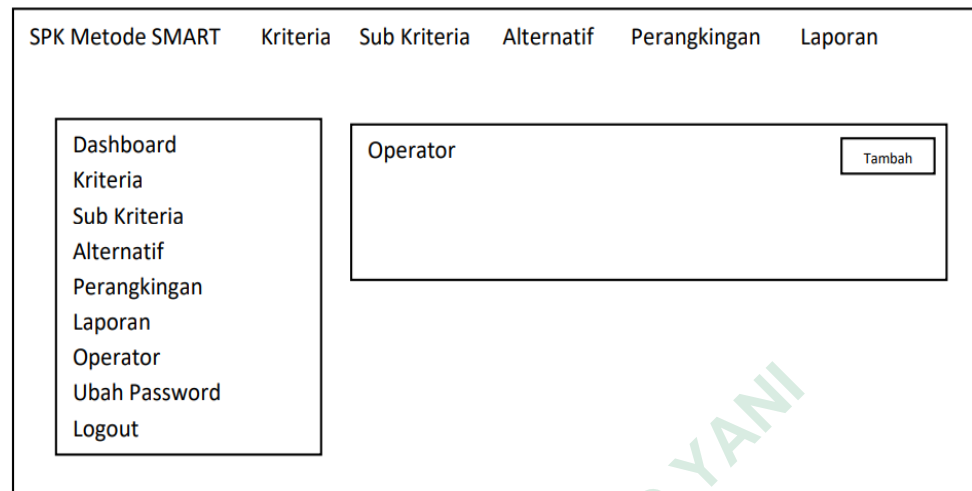 SPK Metode SMART Kriteria Sub Kriteria Alternatif Perangkingan Laporan
Dashboard
Kriteria
Sub Kriteria
Alternatif
Perangkingan
Laporan
Operator
Ubah Password
Logout
Operator
Tambah
YANI